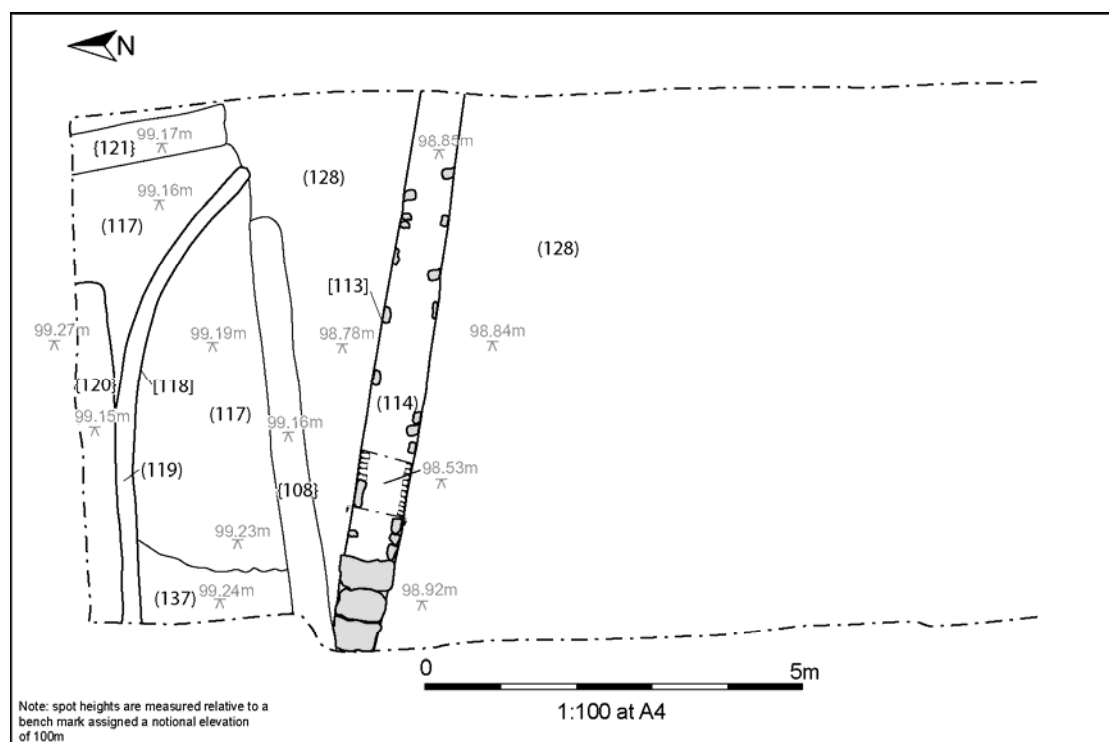 N
99.17m
{121}
98.85m
99.16m
(128)
(117)
(128)
[113]
99.27m
99.19m
98.78m
98.84m
{120}
[118]
(117)
(114)
99.15m
99.16m
(119)
98.53m
{108}
99.23m
(137)
99.24m
98.92m
0
5m
1:100 at A4
Note: spot heights are measured relative to a
bench mark assigned a notional elevation
of 100m